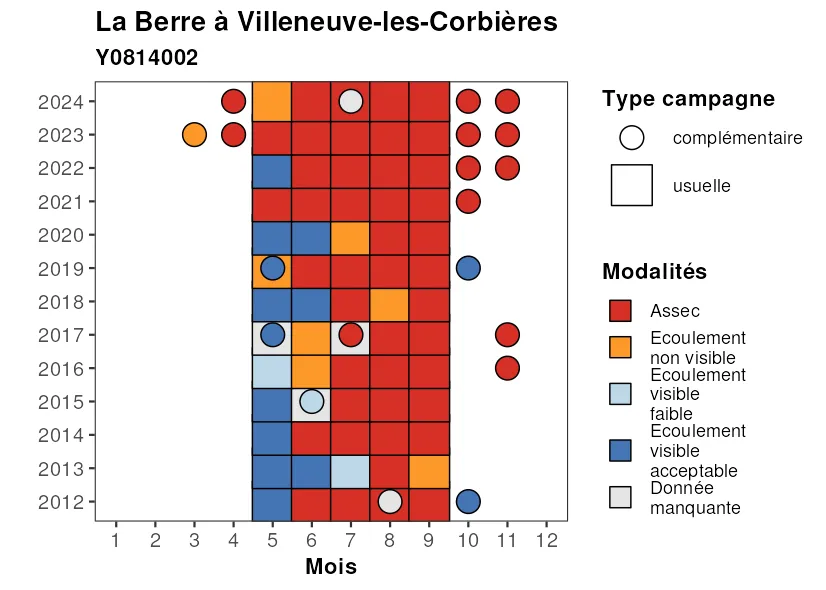 La Berre à Villeneuve-les-Corbières
Y0814002
2024
2023
2022
2021
2020
2019
2018
2017
2016
2015
2014
2013
2012
1 2 3 4 5 6 7 8 9 10 11 12
Mois
Type campagne
complémentaire
usuelle
Modalités
Assec
Ecoulement
non visible
Ecoulement
visible
faible
Ecoulement
visible
acceptable
Donnée
manquante